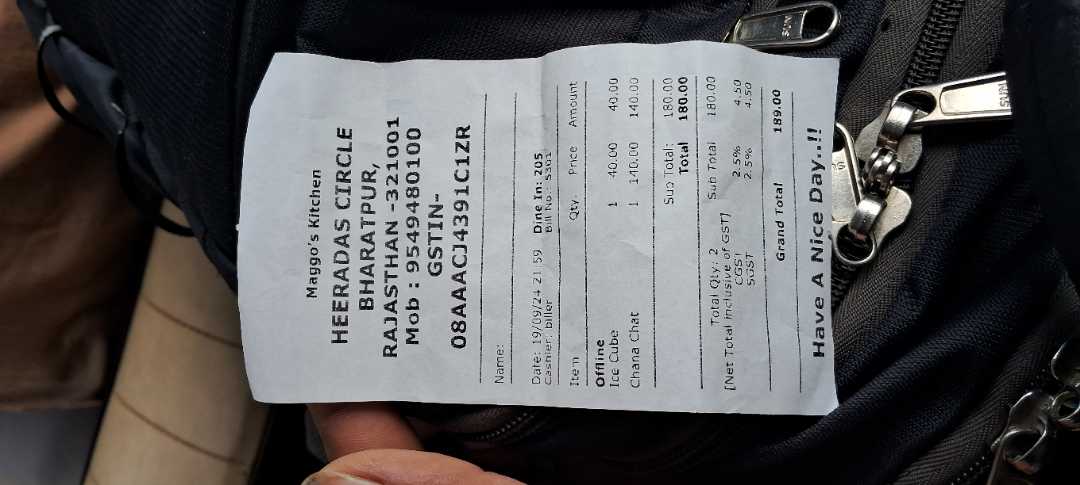 Maggo's Kitchen
HEERADAS CIRCLE
BHARATPUR,
RAJASTHAN -321001
Mob : 9549480100
GSTIN-
08AAACJ4391C1ZR
Name:
Date: 19/09/24 21 59 Dine In: 205
Cashier: biller Bill No.: 5301
Item Qty. Price Amount
Offline
Ice Cube 1 40.00 40.00
Chana Chat 1 140.00 140.00
Sub Total: 180.00
Total 180.00
Total Qty: 2 Sub Total 180.00
[Net Total Inclusive of GST]
CGST 2.5% 4.50
SGST 2.5% 4.50
Grand Total 189.00
Have A Nice Day..!!
SUN
SUN